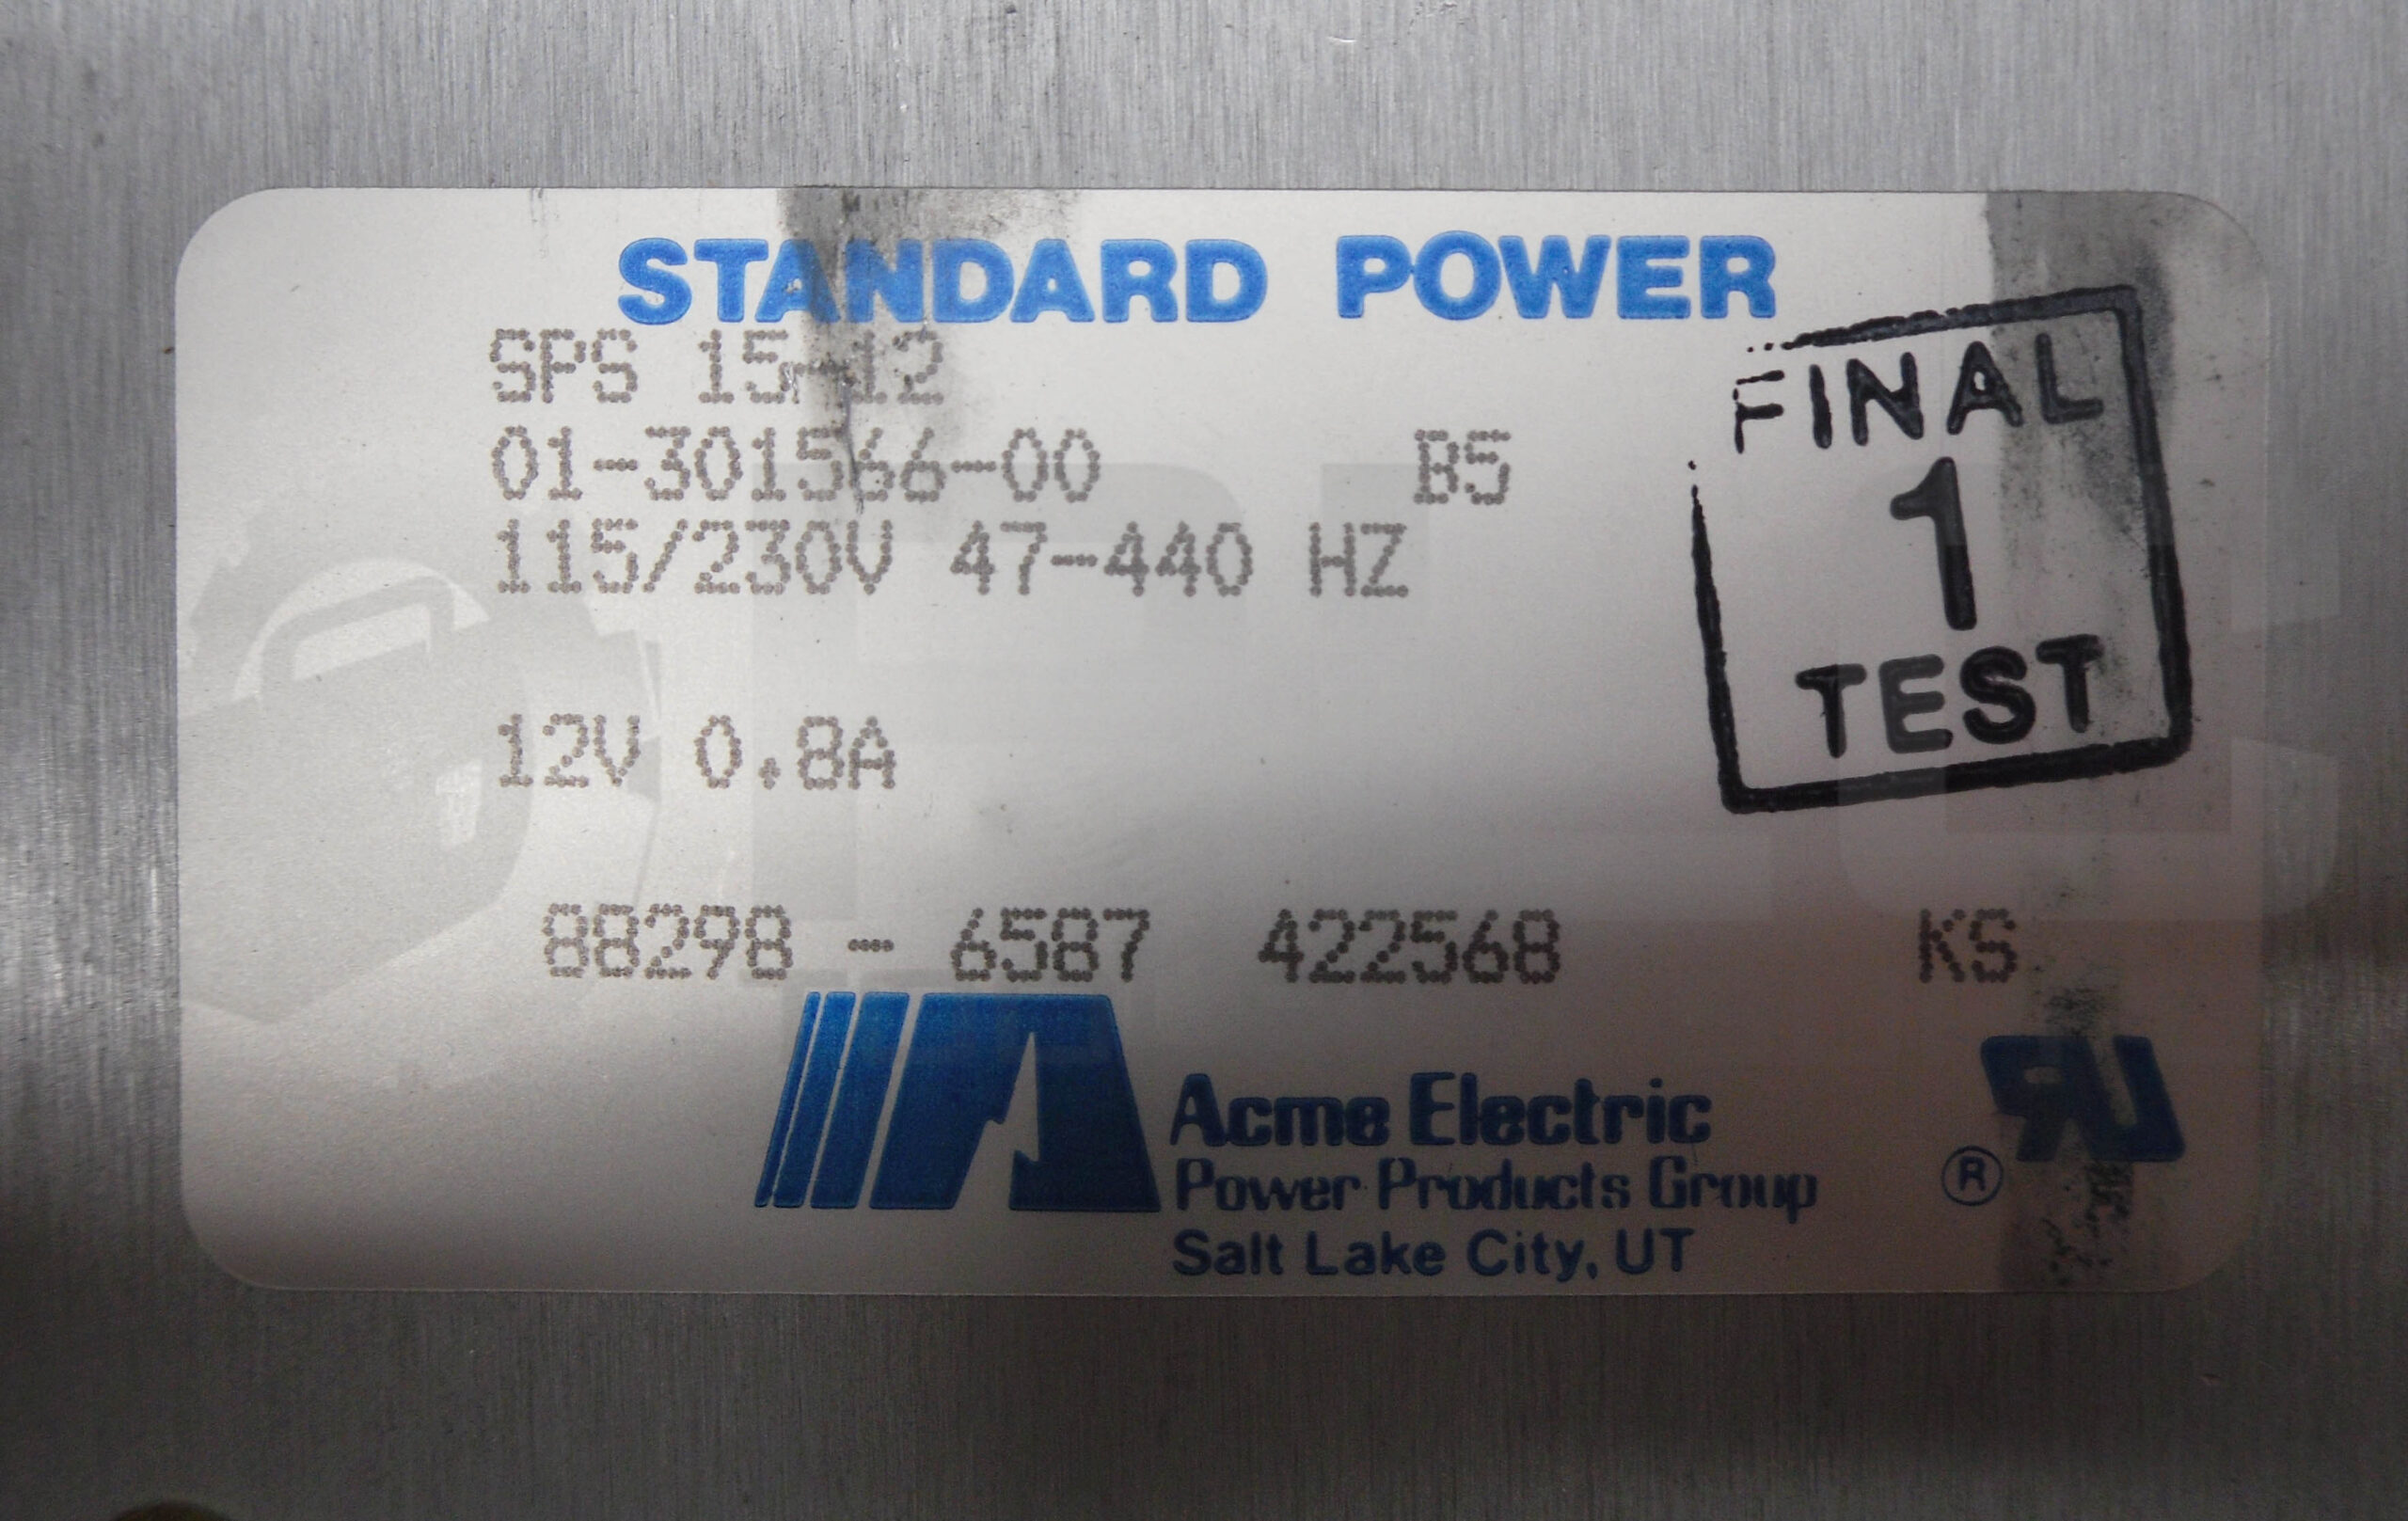 STANDARD POWER
SPS 15-12
01-301566-00 B5
115/230V 47-440 HZ
12V 0.8A
88298 - 6587 422568 KS
FINAL
1
TEST
Acme Electric
Power Products Group
Salt Lake City, UT
® RU